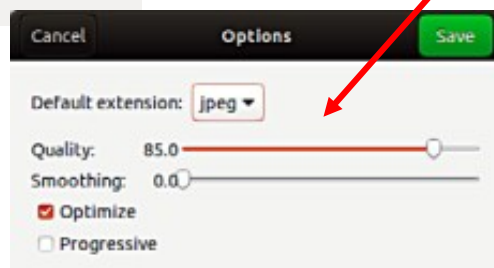 Cancel Options Save
Default extension: jpeg
Quality: 85.0
Smoothing: 0.0
Optimize
Progressive